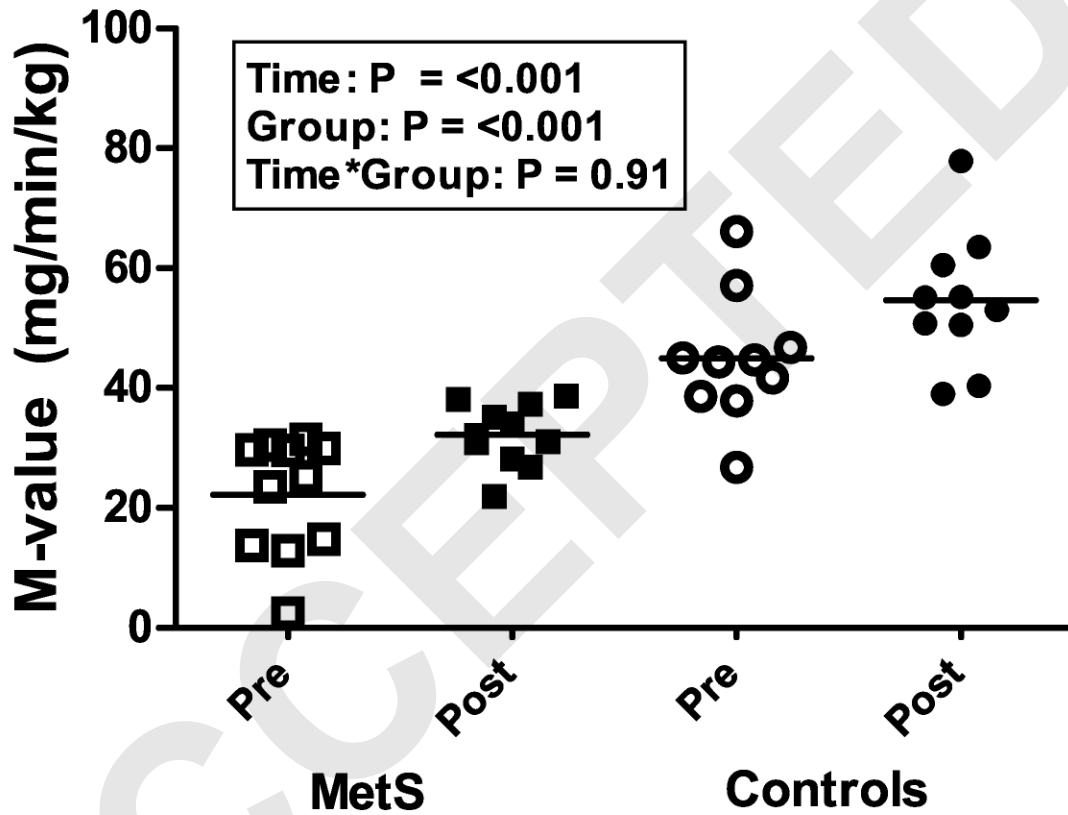 100
80
60
40
20
0
M-value (mg/min/kg)
Time: P = <0.001
Group: P = <0.001
Time*Group: P = 0.91
Pre
Post
Pre
Post
MetS
Controls
CCEPTED